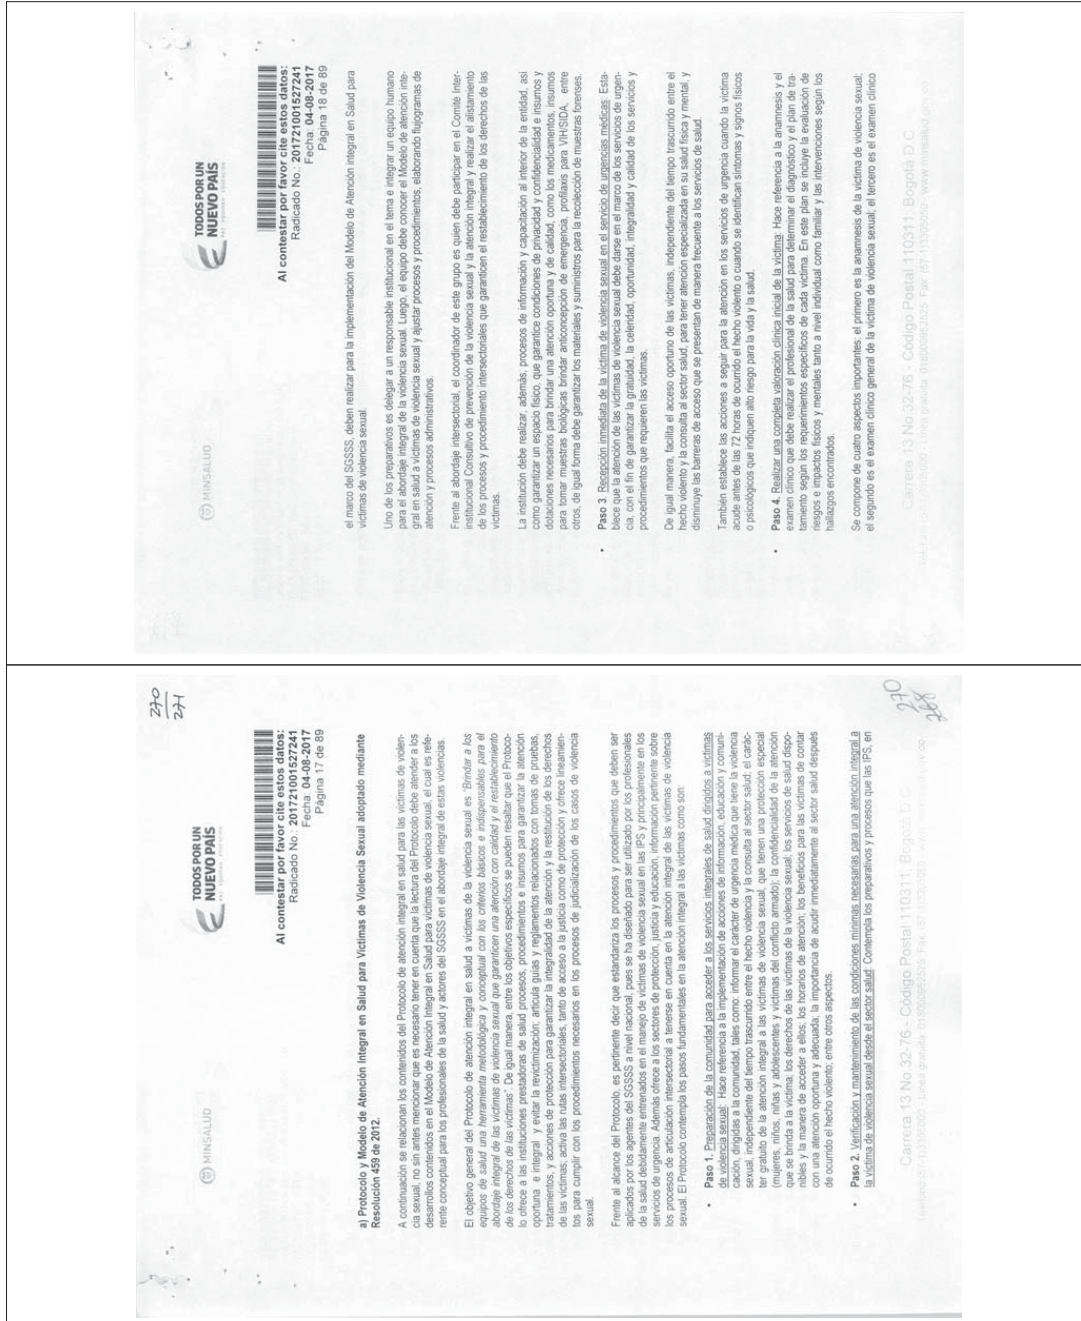 270
271
MINSALUD
TODOS POR UN
NUEVO PAÍS
Al contestar por favor cite estos datos:
Radicado No.: 201721001527241
Fecha: 04-08-2017
Página 17 de 89
a) Protocolo y Modelo de Atención Integral en Salud para Víctimas de Violencia Sexual adoptado mediante
Resolución 459 de 2012.
A continuación se relacionan los contenidos del Protocolo de atención integral en salud para las víctimas de violen-
cia sexual, no sin antes mencionar que es necesario tener en cuenta que la lectura del Protocolo debe atender a los
desarrollos contenidos en el Modelo de Atención Integral en Salud para víctimas de violencia sexual, el cual es refe-
rente conceptual para los profesionales de la salud y actores del SGSSS en el abordaje integral de estas violencias.
El objetivo general del Protocolo de atención integral en salud a víctimas de la violencia sexual es "Brindar a los
equipos de salud una herramienta metodológica y conceptual con los criterios básicos e indispensables para el
abordaje integral de las víctimas de violencia sexual que garanticen una atención con calidad y el restablecimiento
de los derechos de las víctimas". De igual manera, entre los objetivos específicos se pueden resaltar que el Protoco-
lo ofrece a las instituciones prestadoras de salud procesos, procedimientos e insumos para garantizar la atención
oportuna e integral y evitar la revictimización; articula guías y reglamentos relacionados con tomas de pruebas,
tratamientos, y acciones de protección para garantizar la integralidad de la atención y la restitución de los derechos
de las víctimas; activa las rutas intersectoriales, tanto de acceso a la justicia como de protección y ofrece lineamien-
tos para cumplir con los procedimientos necesarios en los procesos de judicialización de los casos de violencia
sexual.
Frente al alcance del Protocolo, es pertinente decir que estandariza los procesos y procedimientos que deben ser
aplicados por los agentes del SGSSS a nivel nacional, pues se ha diseñado para ser utilizado por los profesionales
de la salud debidamente entrenados en el manejo de víctimas de violencia sexual en las IPS y principalmente en los
servicios de urgencia. Además ofrece a los sectores de protección, justicia y educación, información pertinente sobre
los procesos de articulación intersectorial a tenerse en cuenta en la atención integral de las víctimas de violencia
sexual. El Protocolo contempla los pasos fundamentales en la atención integral a las víctimas como son:
• Paso 1. Preparación de la comunidad para acceder a los servicios integrales de salud dirigidos a víctimas
de violencia sexual: Hace referencia a la implementación de acciones de información, educación y comuni-
cación, dirigidas a la comunidad, tales como: informar el carácter de urgencia médica que tiene la violencia
sexual, independiente del tiempo trascurrido entre el hecho violento y la consulta al sector salud; el carác-
ter gratuito de la atención integral a las víctimas de violencia sexual, que tienen una protección especial
(mujeres, niños, niñas y adolescentes y víctimas del conflicto armado); la confidencialidad de la atención
que se brinda a la víctima; los derechos de las víctimas de la violencia sexual; los servicios de salud dispo-
nibles y la manera de acceder a ellos; los horarios de atención; los beneficios para las víctimas de contar
con una atención oportuna y adecuada; la importancia de acudir inmediatamente al sector salud después
de ocurrido el hecho violento; entre otros aspectos.
• Paso 2. Verificación y mantenimiento de las condiciones mínimas necesarias para una atención integral a
la víctima de violencia sexual desde el sector salud: Contempla los preparativos y procesos que las IPS, en
270
268
MINSALUD
TODOS POR UN
NUEVO PAÍS
Al contestar por favor cite estos datos:
Radicado No.: 201721001527241
Fecha: 04-08-2017
Página 18 de 89
el marco del SGSSS, deben realizar para la implementación del Modelo de Atención integral en Salud para
víctimas de violencia sexual.
Uno de los preparativos es delegar a un responsable institucional en el tema e integrar un equipo humano
para el abordaje integral de la violencia sexual. Luego, el equipo debe conocer el Modelo de atención inte-
gral en salud a víctimas de violencia sexual y ajustar procesos y procedimientos, elaborando flujogramas de
atención y procesos administrativos.
Frente al abordaje intersectorial, el coordinador de este grupo es quien debe participar en el Comité Inter-
institucional Consultivo de prevención de la violencia sexual y la atención integral y realizar el alistamiento
de los procesos y procedimiento intersectoriales que garanticen el restablecimiento de los derechos de las
víctimas.
La institución debe realizar, además, procesos de información y capacitación al interior de la entidad, así
como garantizar un espacio físico, que garantice condiciones de privacidad y confidencialidad e insumos y
dotaciones necesarios para brindar una atención oportuna y de calidad, como los medicamentos, insumos
para tomar muestras biológicas brindar anticoncepción de emergencia, profilaxis para VIH/SIDA, entre
otros, de igual forma debe garantizar los materiales y suministros para la recolección de muestras forenses.
• Paso 3. Recepción inmediata de la víctima de violencia sexual en el servicio de urgencias médicas: Esta-
blece que la atención de las víctimas de violencia sexual debe darse en el marco de los servicios de urgen-
cia, con el fin de garantizar la gratuidad, la celeridad, oportunidad, integralidad y calidad de los servicios y
procedimientos que requieren las víctimas.
De igual manera, facilita el acceso oportuno de las víctimas, independiente del tiempo trascurrido entre el
hecho violento y la consulta al sector salud, para tener atención especializada en su salud física y mental, y
disminuye las barreras de acceso que se presentan de manera frecuente a los servicios de salud.
También establece las acciones a seguir para la atención en los servicios de urgencia cuando la víctima
acude antes de las 72 horas de ocurrido el hecho violento o cuando se identifican síntomas y signos físicos
o psicológicos que indiquen alto riesgo para la vida y la salud.
• Paso 4. Realizar una completa valoración clínica inicial de la víctima: Hace referencia a la anamnesis y el
examen clínico que debe realizar el profesional de la salud para determinar el diagnóstico y el plan de tra-
tamiento según los requerimientos específicos de cada víctima. En este plan se incluye la evaluación de
riesgos e impactos físicos y mentales tanto a nivel individual como familiar y las intervenciones según los
hallazgos encontrados.
Se compone de cuatro aspectos importantes: el primero es la anamnesis de la víctima de violencia sexual;
el segundo es el examen clínico general de la víctima de violencia sexual; el tercero es el examen clínico
Carrera 13 No.32-76 Código Postal 110311, Bogotá D.C